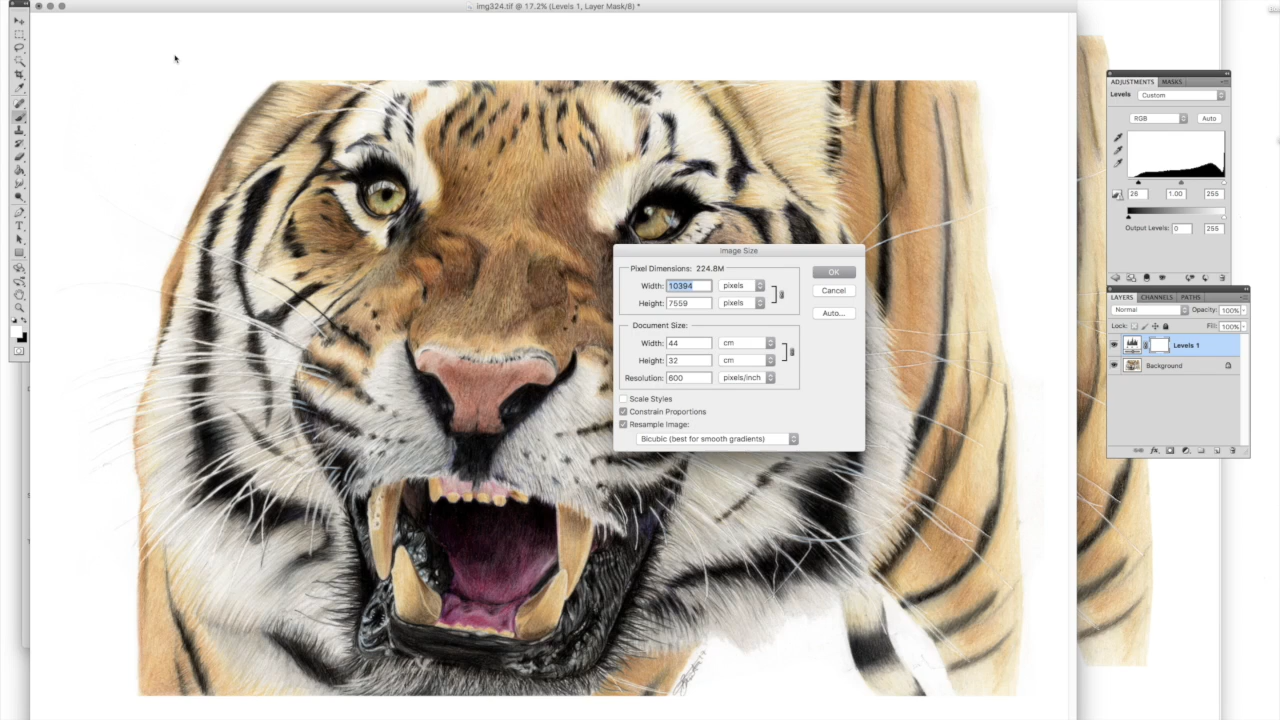 img324.tif @ 17.2% (Levels 1, Layer Mask/8) *
ADJUSTMENTS MASKS
Levels Custom
RGB Auto
26 1.00 255
Output Levels: 0 255
LAYERS CHANNELS PATHS
Normal Opacity: 100%
Lock: Fill: 100%
Levels 1
Background
Image Size
Pixel Dimensions: 224.8M
Width: 10394 pixels
Height: 7559 pixels
Document Size:
Width: 44 cm
Height: 32 cm
Resolution: 600 pixels/inch
Scale Styles
Constrain Proportions
Resample Image:
Bicubic (best for smooth gradients)
OK
Cancel
Auto...